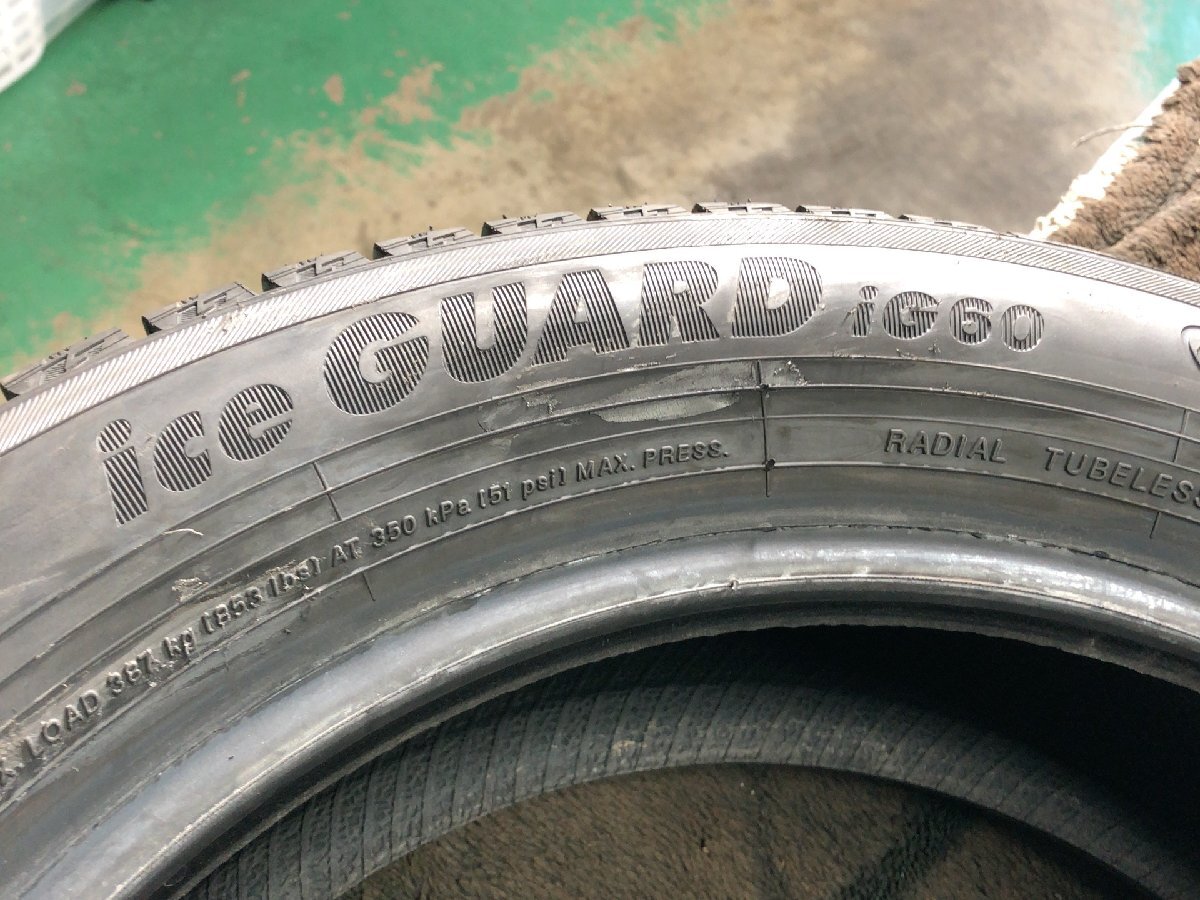 ice GUARD iG60
LOAD 387 kg (853 lbs) AT 350 kPa (51 psi) MAX. PRESS.
RADIAL TUBELESS